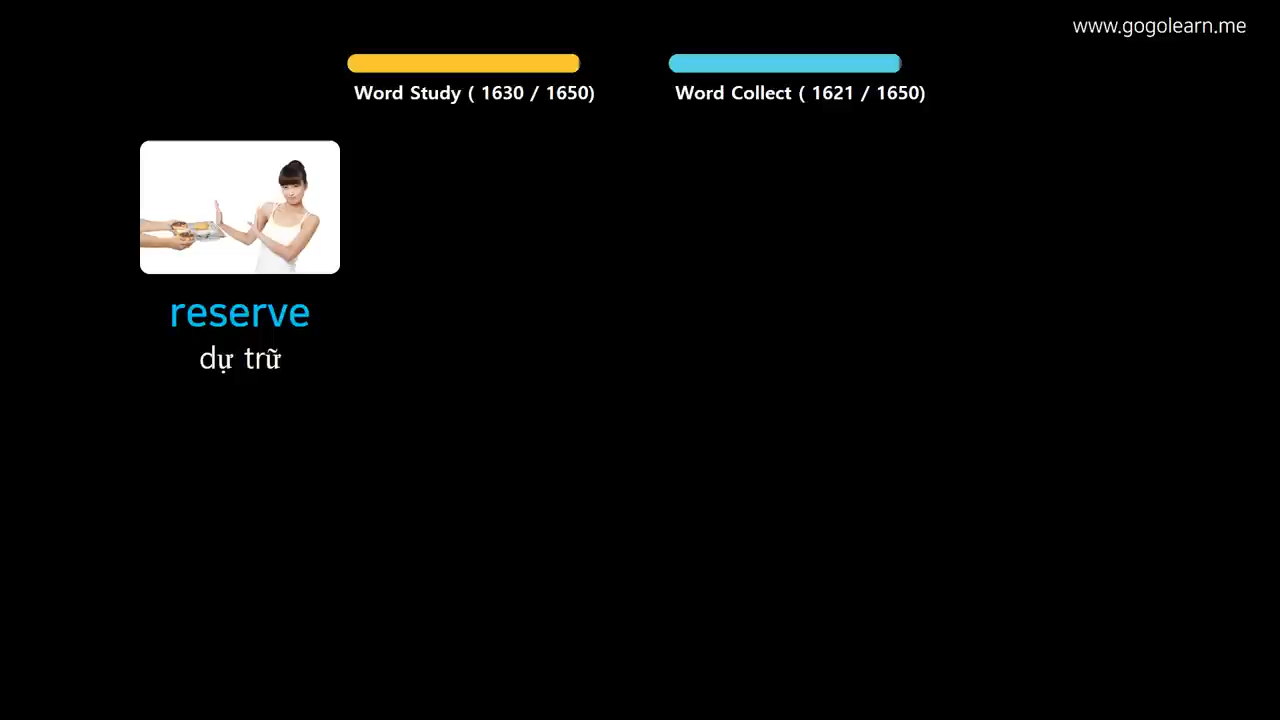 www.gogolearn.me
Word Study ( 1630 / 1650)
Word Collect ( 1621 / 1650)
reserve
dự trữ